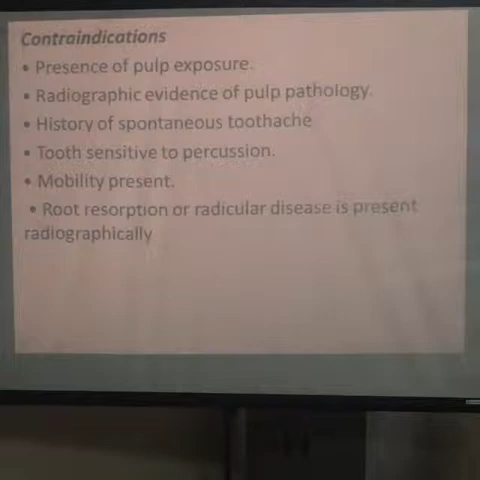 Contraindications
• Presence of pulp exposure.
• Radiographic evidence of pulp pathology.
• History of spontaneous toothache
• Tooth sensitive to percussion.
• Mobility present.
• Root resorption or radicular disease is present
radiographically